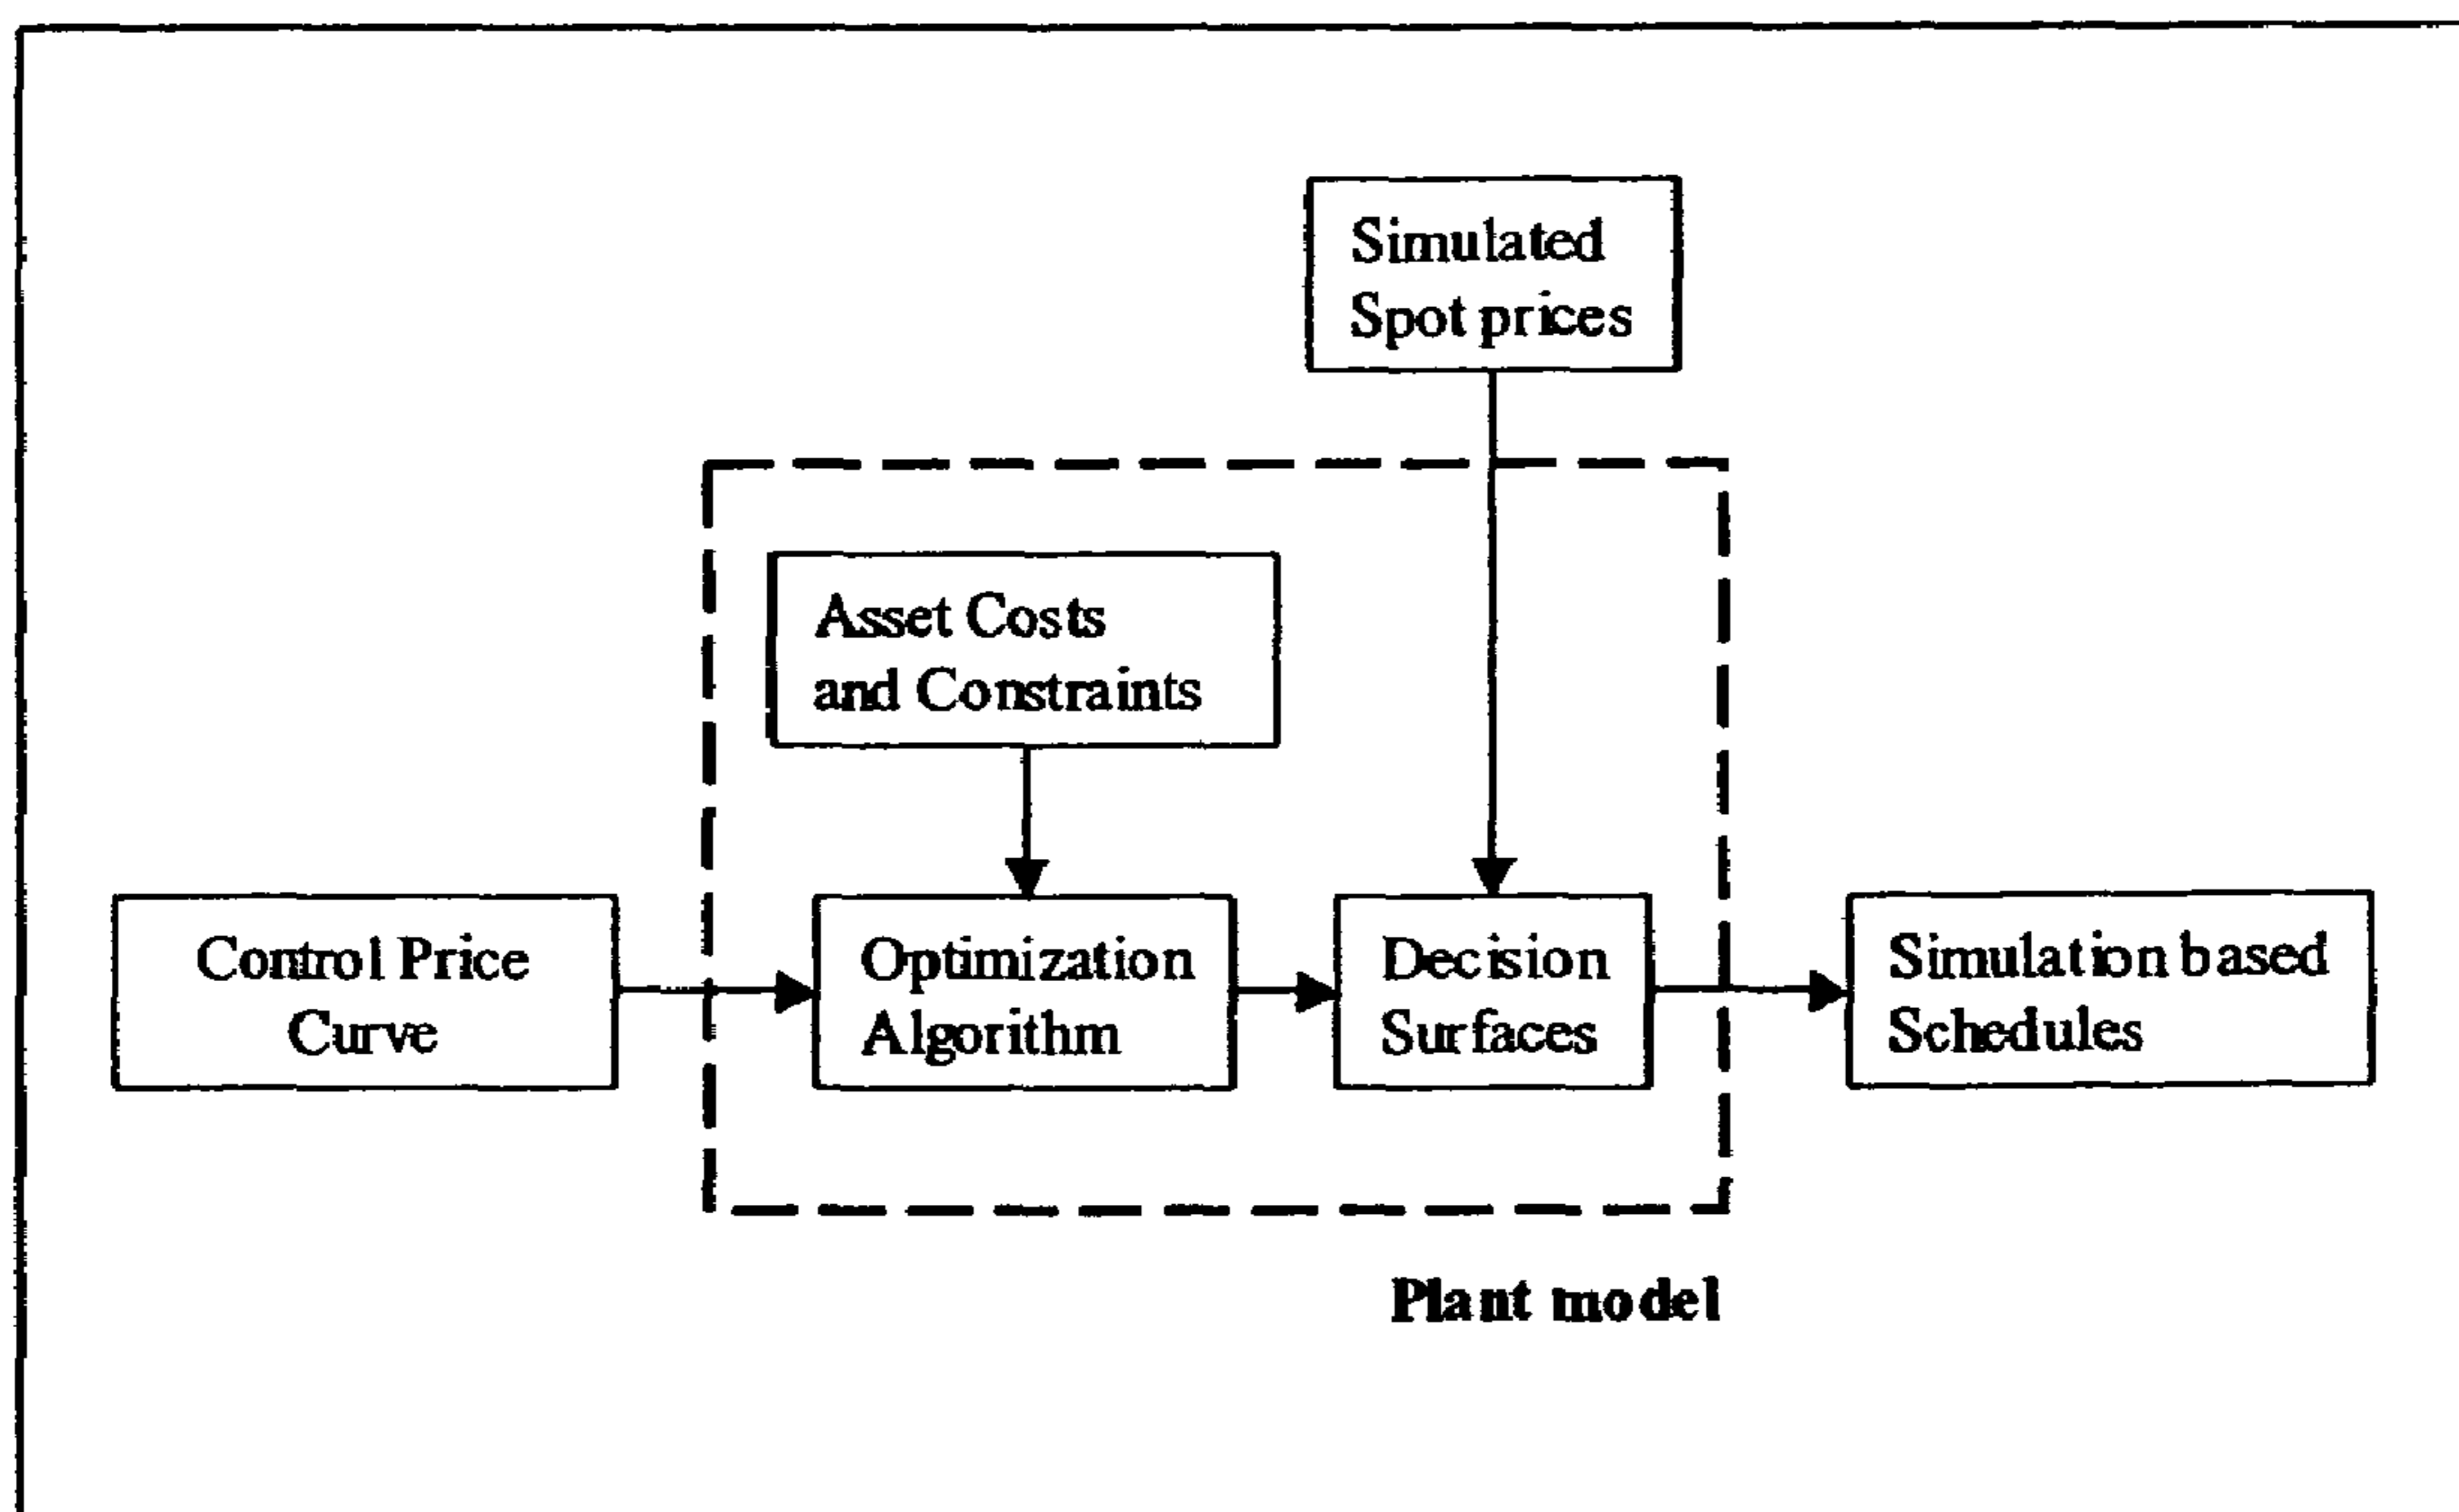 Simulated
Spot prices
Asset Costs
and Constraints
Control Price
Curve
Optimization
Algorithm
Decision
Surfaces
Simulation based
Schedules
Plant model